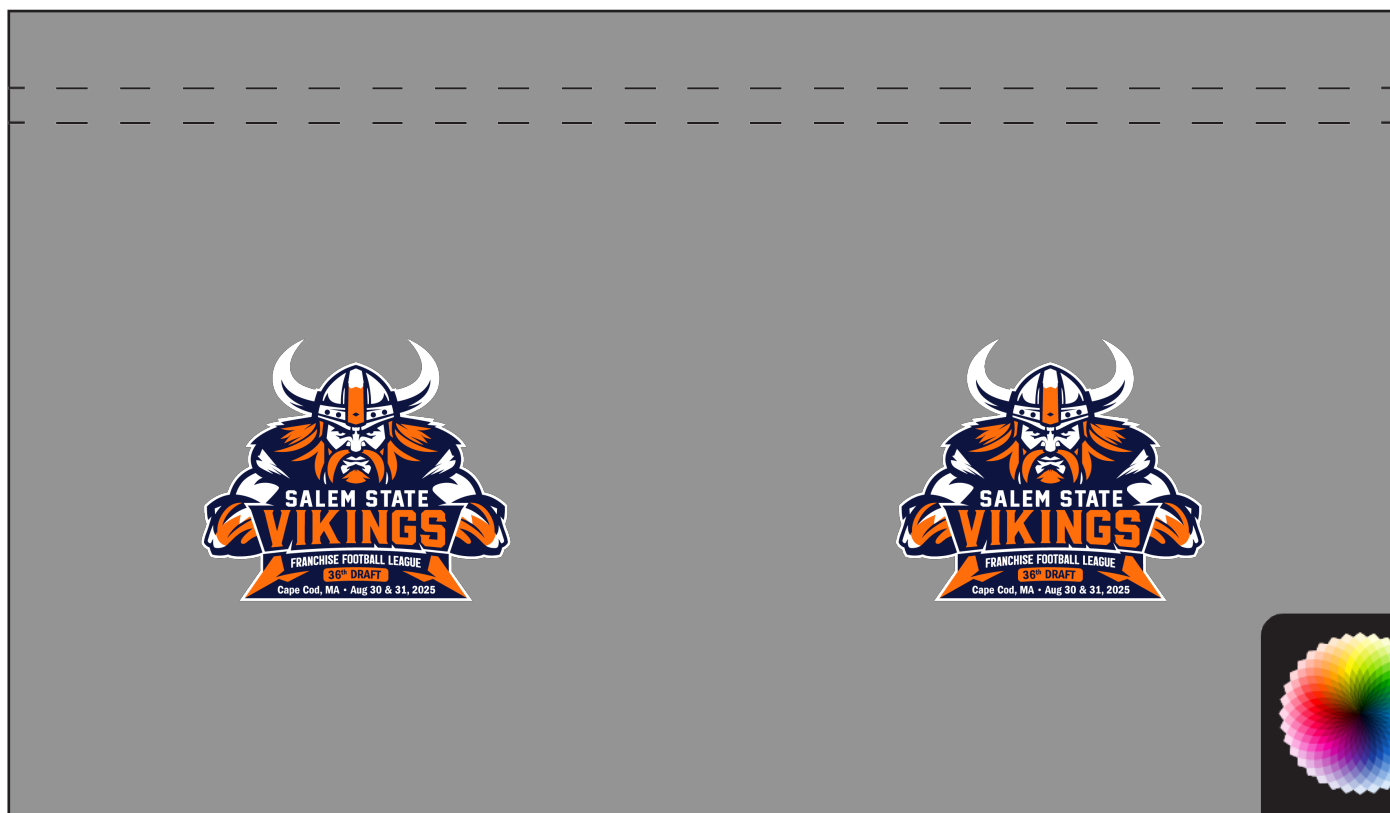 SALEM STATE
VIKINGS
FRANCHISE FOOTBALL LEAGUE
36th DRAFT
Cape Cod, MA • Aug 30 & 31, 2025
SALEM STATE
VIKINGS
FRANCHISE FOOTBALL LEAGUE
36th DRAFT
Cape Cod, MA • Aug 30 & 31, 2025